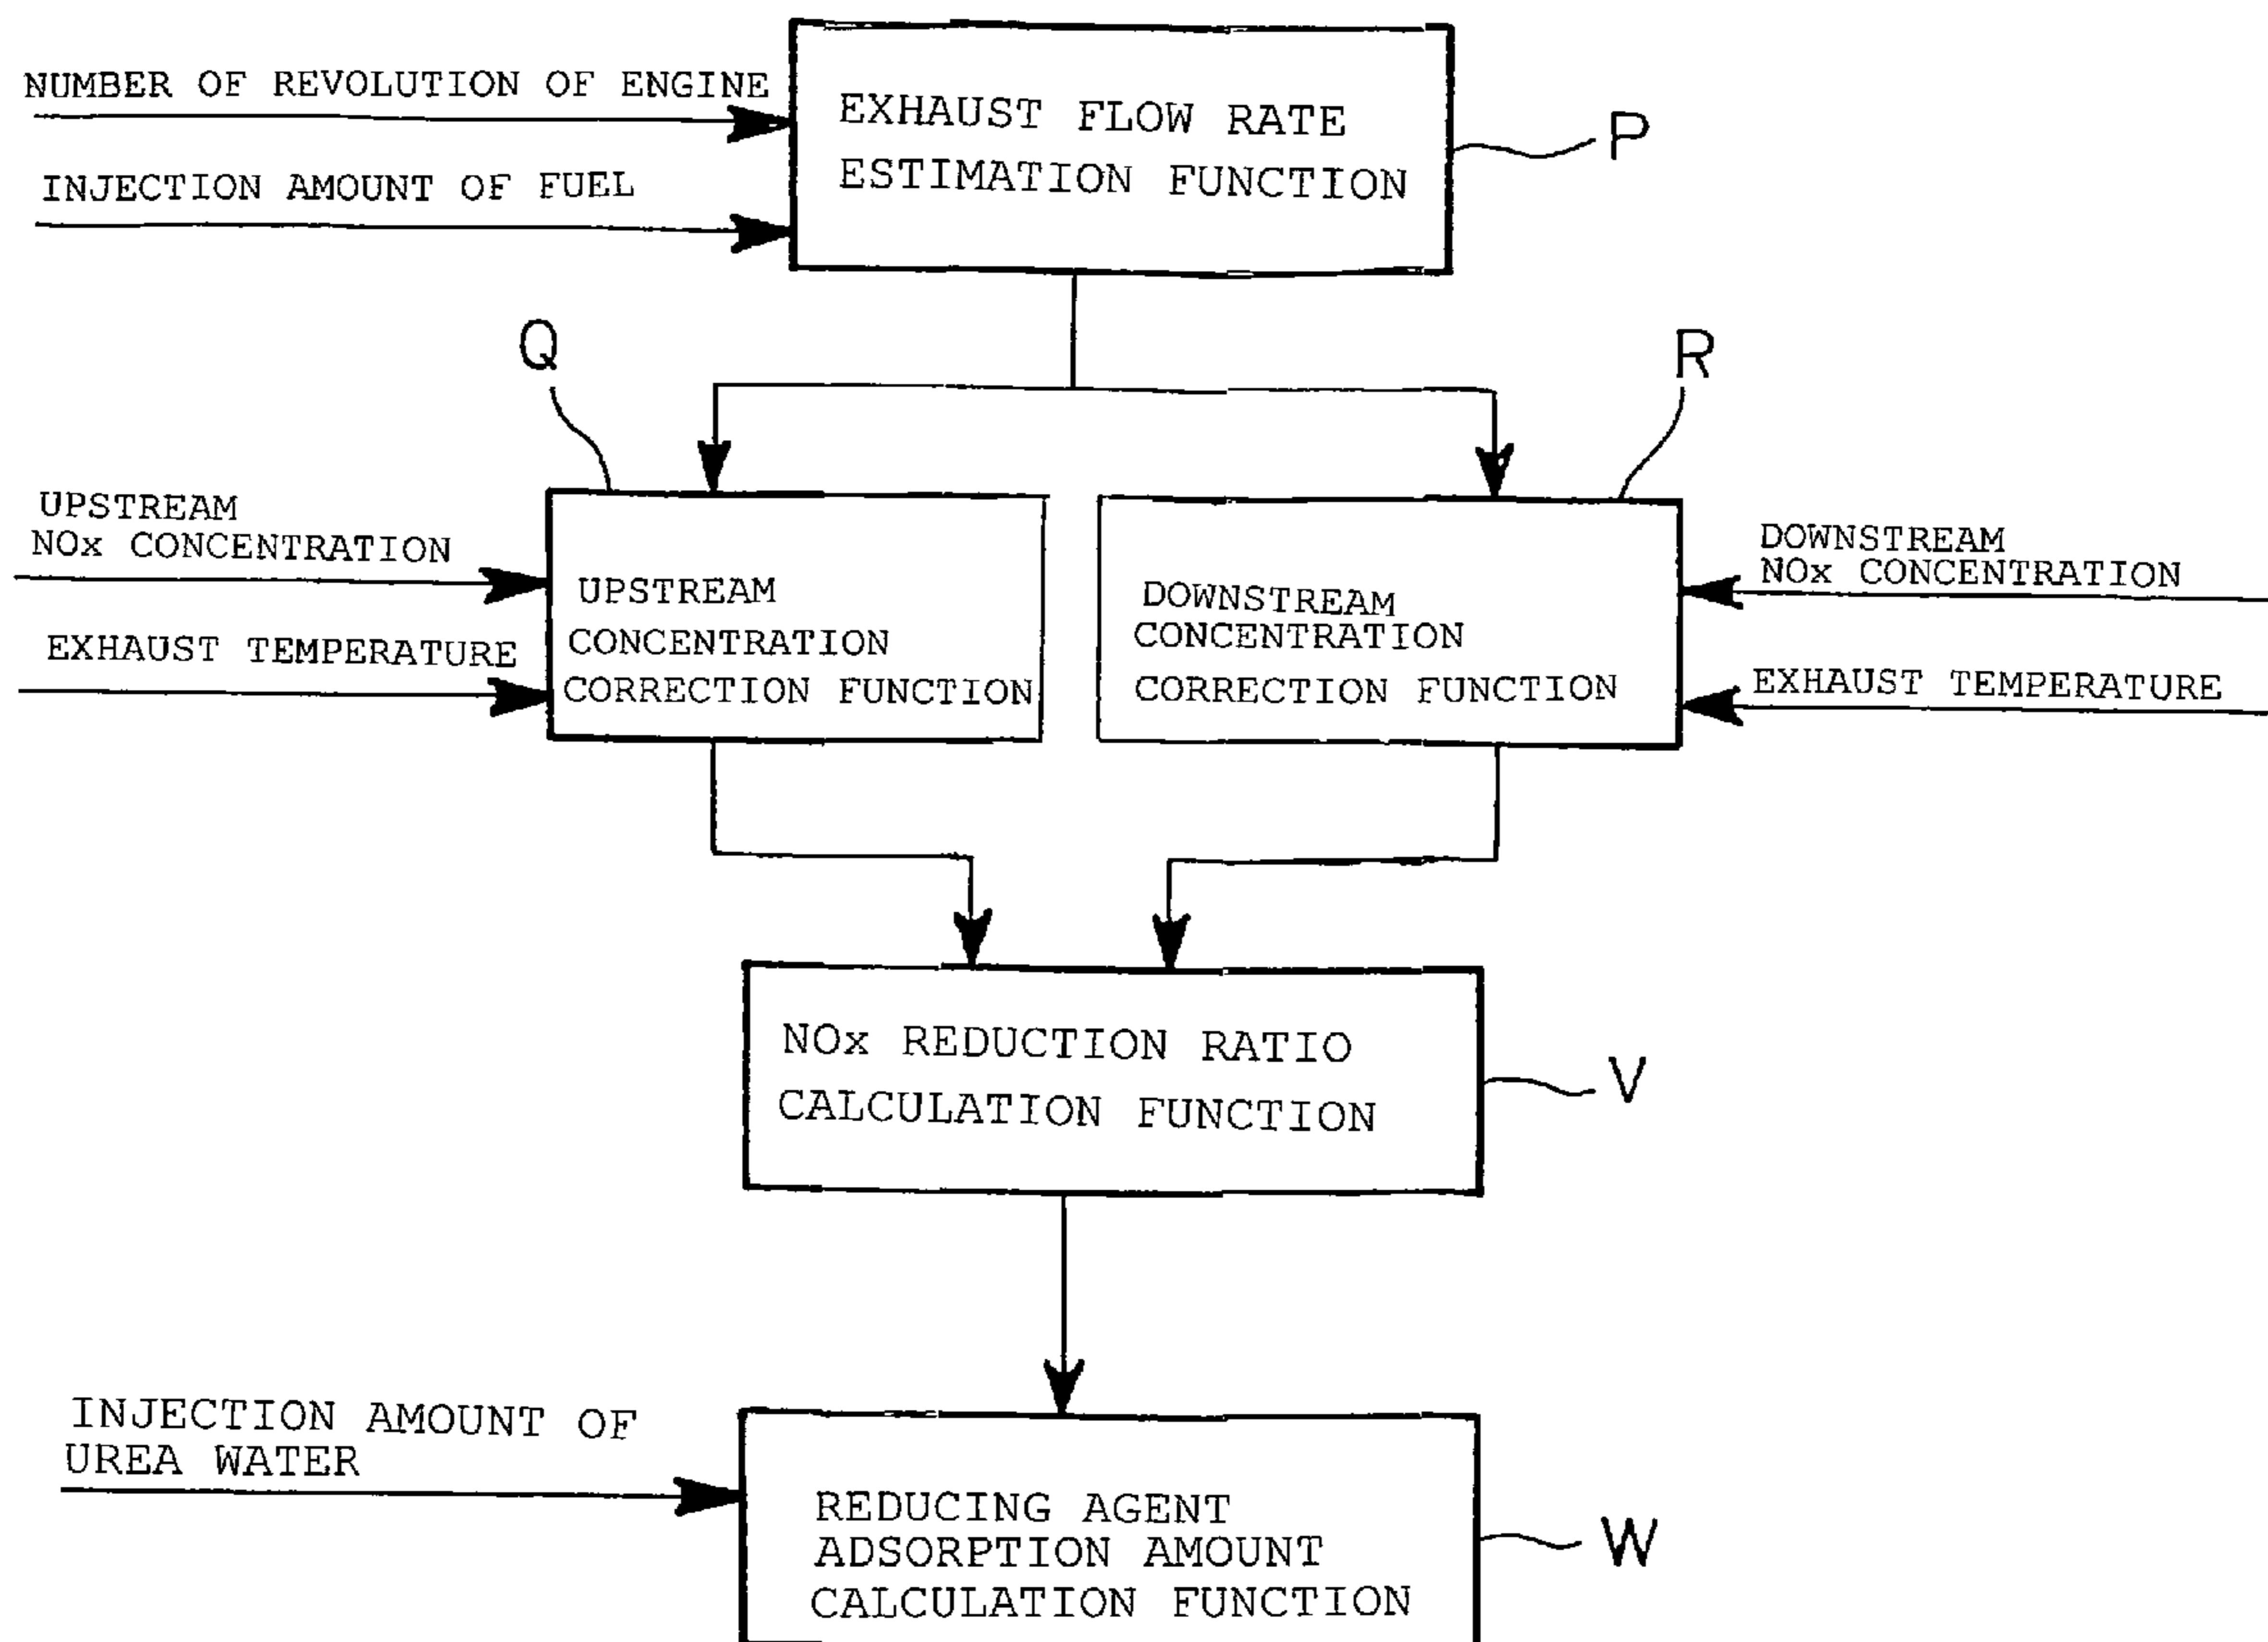 NUMBER OF REVOLUTION OF ENGINE
INJECTION AMOUNT OF FUEL
EXHAUST FLOW RATE
ESTIMATION FUNCTION
P
Q
R
UPSTREAM
NOx CONCENTRATION
EXHAUST TEMPERATURE
UPSTREAM
CONCENTRATION
CORRECTION FUNCTION
DOWNSTREAM
CONCENTRATION
CORRECTION FUNCTION
DOWNSTREAM
NOx CONCENTRATION
EXHAUST TEMPERATURE
NOx REDUCTION RATIO
CALCULATION FUNCTION
V
INJECTION AMOUNT OF
UREA WATER
REDUCING AGENT
ADSORPTION AMOUNT
CALCULATION FUNCTION
W